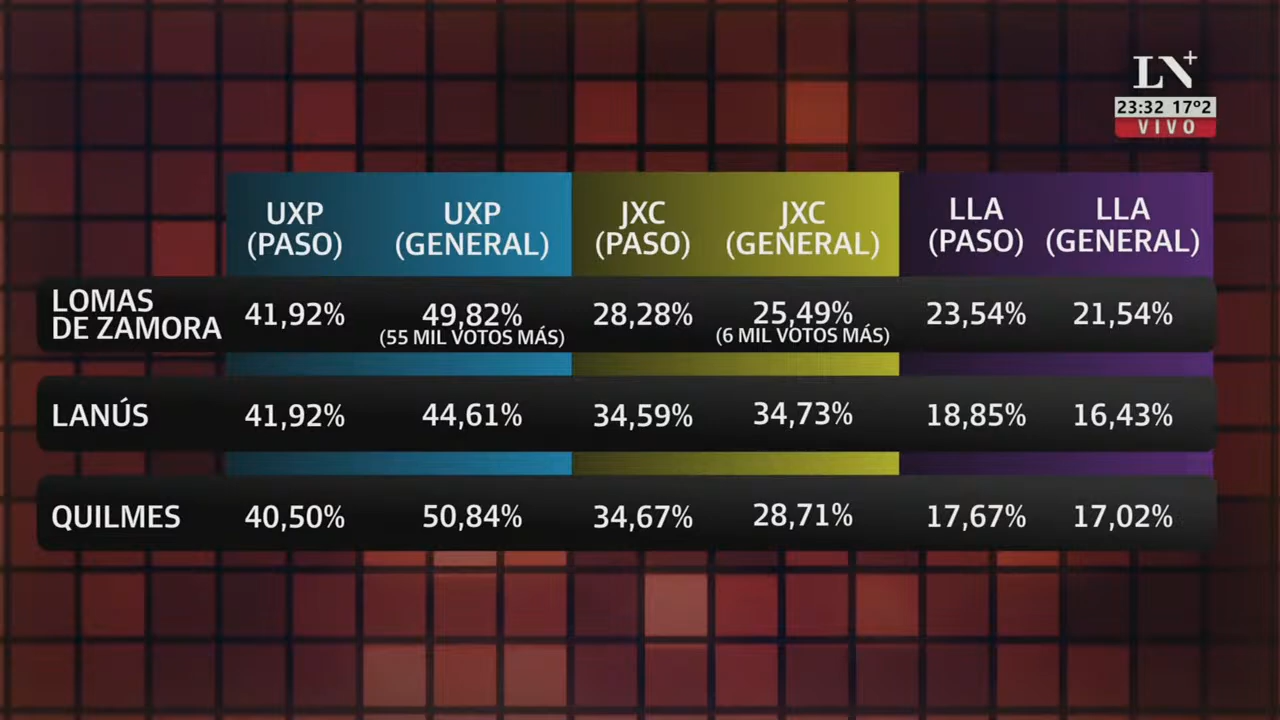 LN+
23:32 17º2
VIVO
UXP (PASO) UXP (GENERAL) JXC (PASO) JXC (GENERAL) LLA (PASO) LLA (GENERAL)
LOMAS DE ZAMORA 41,92% 49,82% (55 MIL VOTOS MÁS) 28,28% 25,49% (6 MIL VOTOS MÁS) 23,54% 21,54%
LANÚS 41,92% 44,61% 34,59% 34,73% 18,85% 16,43%
QUILMES 40,50% 50,84% 34,67% 28,71% 17,67% 17,02%